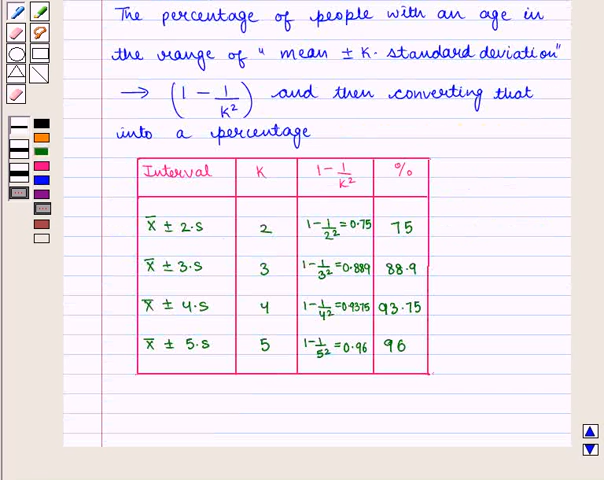 The percentage of people with an age in
the range of " mean ± K. standard deviation"
→ (1 - 1/K²) and then converting that
into a percentage
Interval K 1 - 1/K² %
x̄ ± 2.S 2 1 - 1/2² = 0.75 75
x̄ ± 3.S 3 1 - 1/3² = 0.889 88.9
x̄ ± 4.S 4 1 - 1/4² = 0.9375 93.75
x̄ ± 5.S 5 1 - 1/5² = 0.96 96